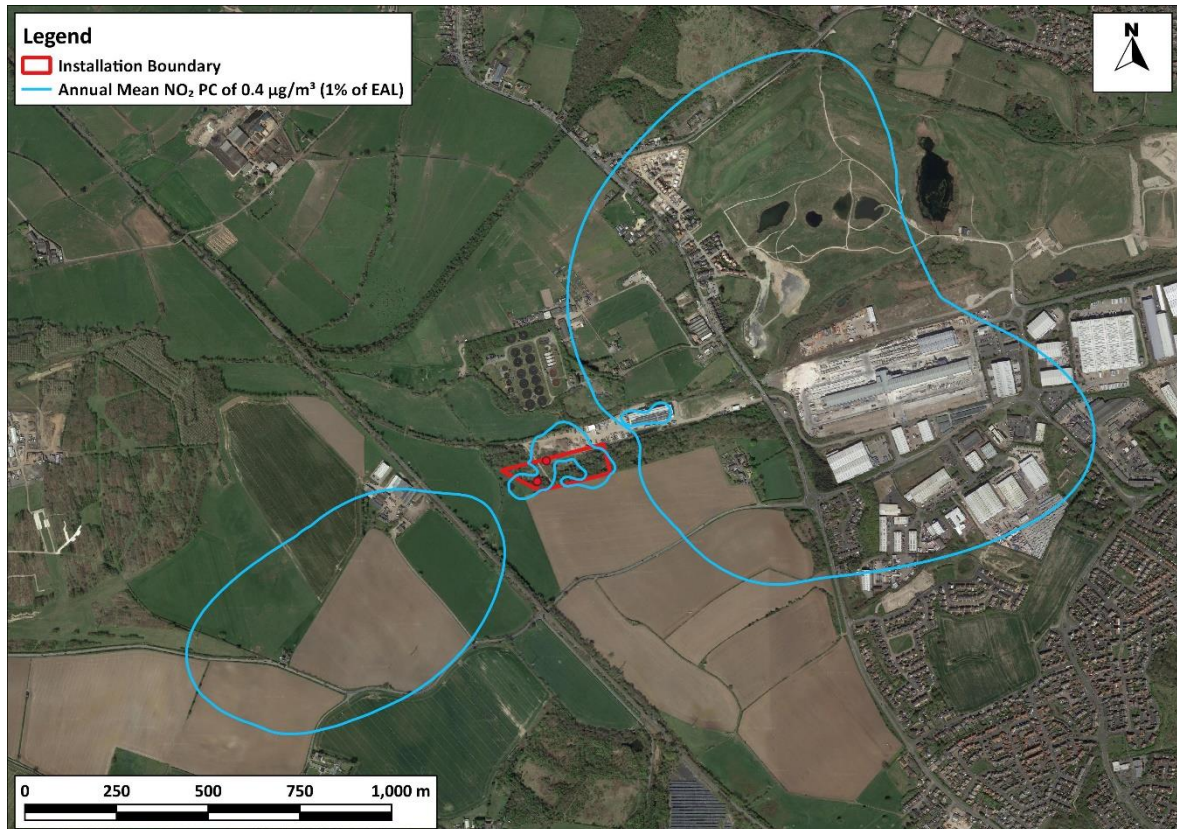 Legend
Installation Boundary
Annual Mean NO₂ PC of 0.4 µg/m³ (1% of EAL)
N
0 250 500 750 1,000 m